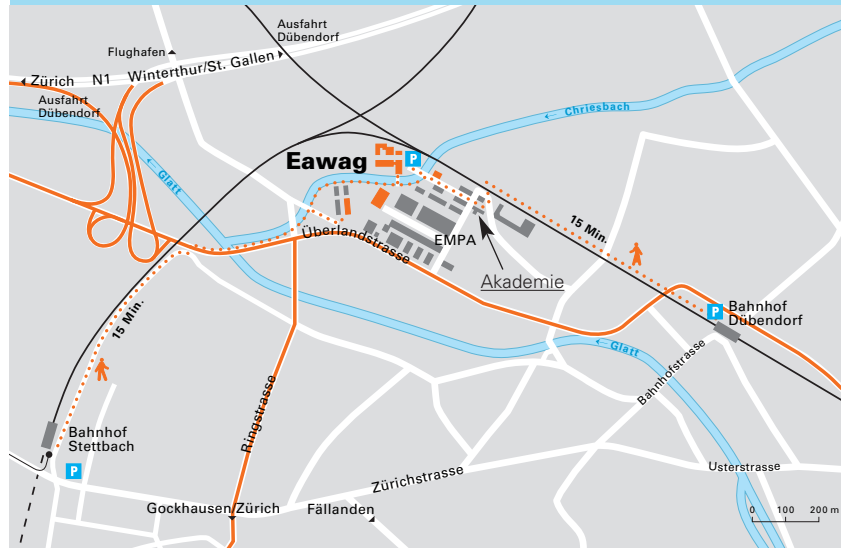 Ausfahrt
Dübendorf
Flughafen
Zürich N1 Winterthur/St. Gallen
Ausfahrt
Dübendorf
Chriesbach
Glatt
Eawag
P
15 Min.
Überlandstrasse
EMPA
Akademie
P
Bahnhof
Dübendorf
15 Min.
Glatt
Bahnhofstrasse
Ringstrasse
Bahnhof
Stettbach
P
Zürichstrasse
Usterstrasse
Gockhausen/Zürich
Fällanden
0 100 200 m